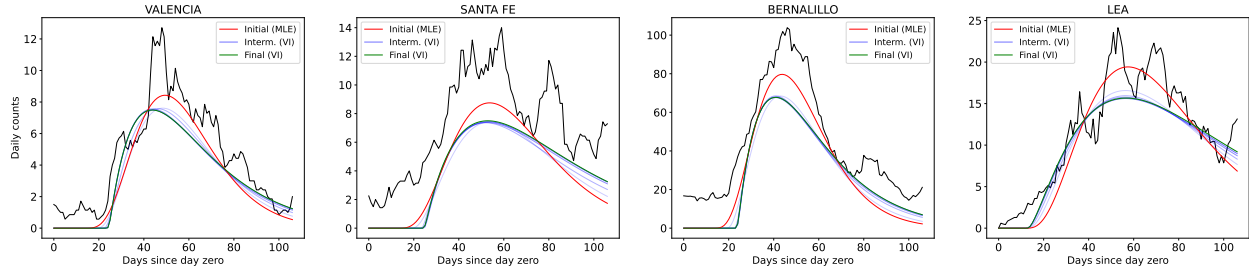 VALENCIA
Daily counts
12
10
8
6
4
2
0
0 20 40 60 80 100
Days since day zero
Initial (MLE)
Interm. (VI)
Final (VI)
SANTA FE
14
12
10
8
6
4
2
0
0 20 40 60 80 100
Days since day zero
Initial (MLE)
Interm. (VI)
Final (VI)
BERNALILLO
100
80
60
40
20
0
0 20 40 60 80 100
Days since day zero
Initial (MLE)
Interm. (VI)
Final (VI)
LEA
25
20
15
10
5
0
0 20 40 60 80 100
Days since day zero
Initial (MLE)
Interm. (VI)
Final (VI)